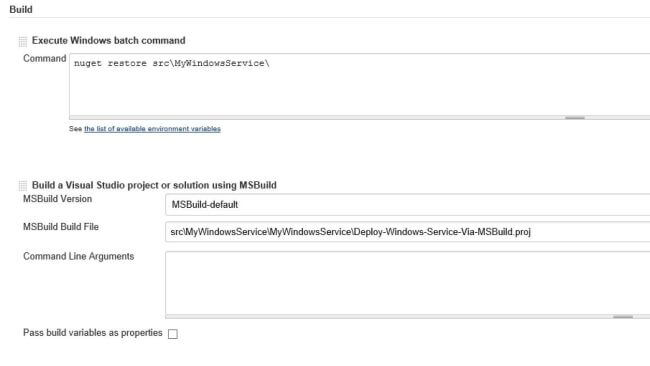 Build
Execute Windows batch command
Command
nuget restore src\MyWindowsService\
See the list of available environment variables
Build a Visual Studio project or solution using MSBuild
MSBuild Version
MSBuild-default
MSBuild Build File
src\MyWindowsService\MyWindowsService\Deploy-Windows-Service-Via-MSBuild.proj
Command Line Arguments
Pass build variables as properties